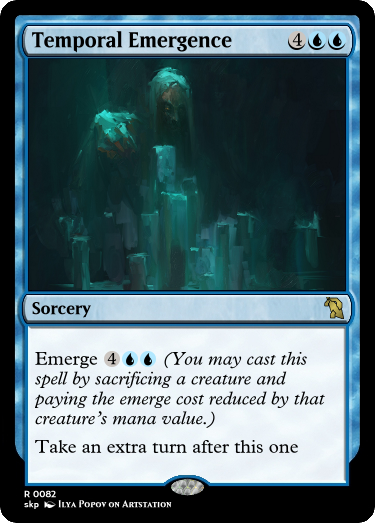 Temporal Emergence 4
Sorcery
Emerge 4 (You may cast this
spell by sacrificing a creature and
paying the emerge cost reduced by that
creature's mana value.)
Take an extra turn after this one
R 0082
skp Ilya Popov on Artstation